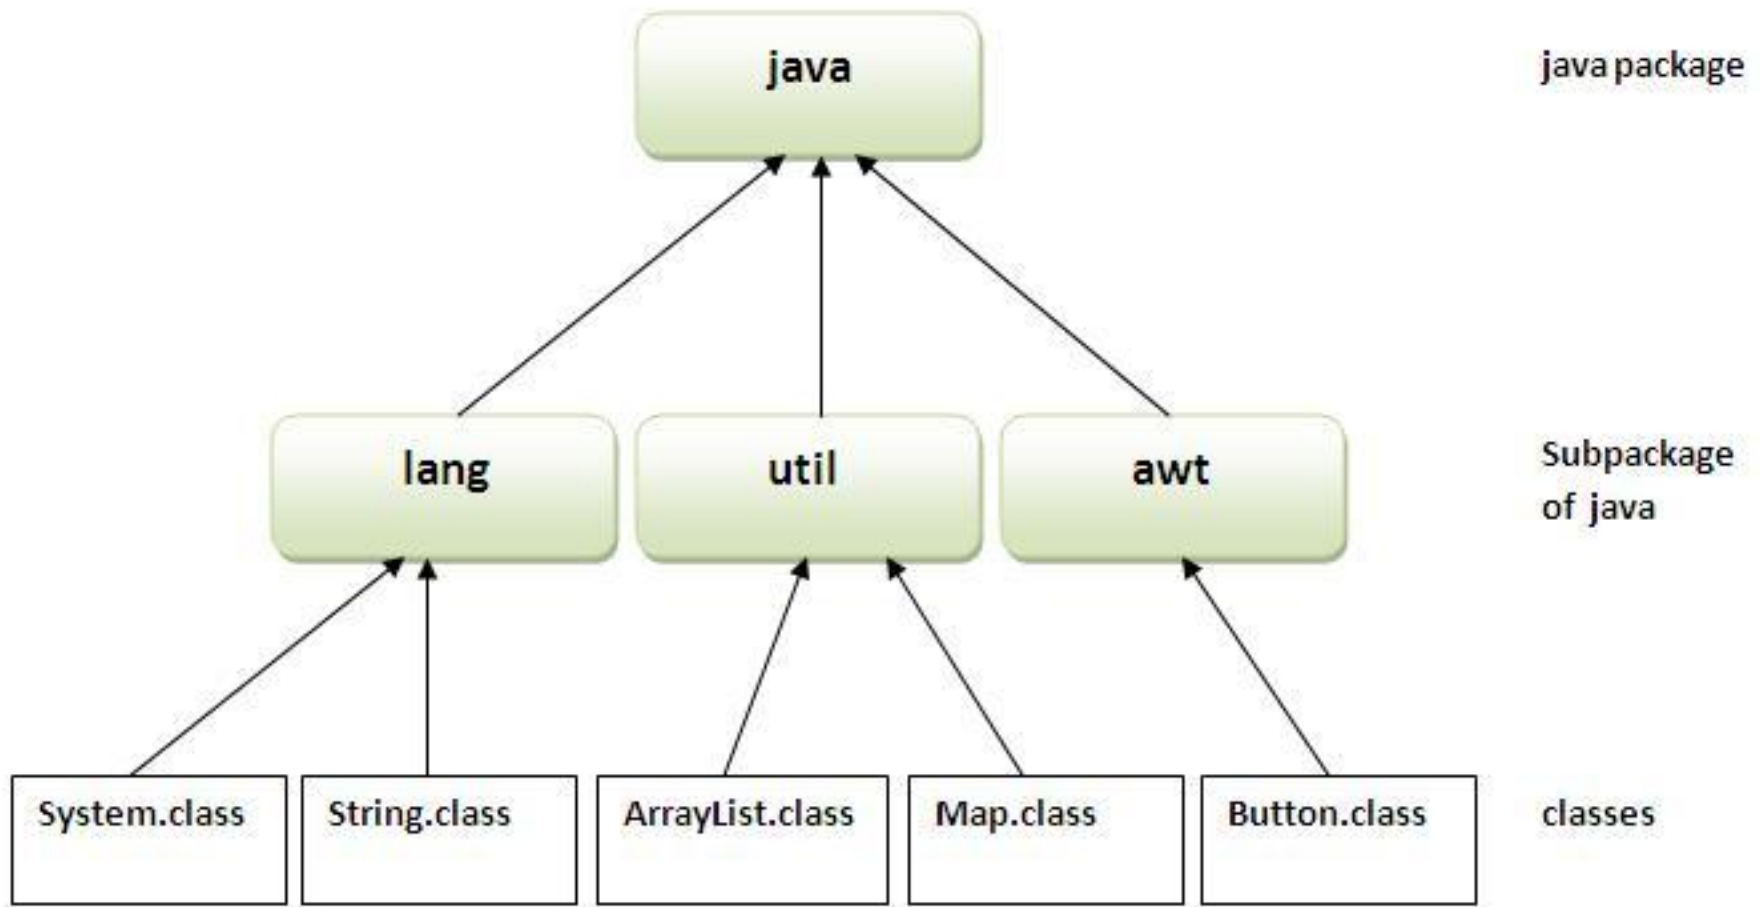 java
java package
lang
util
awt
Subpackage
of java
System.class
String.class
ArrayList.class
Map.class
Button.class
classes